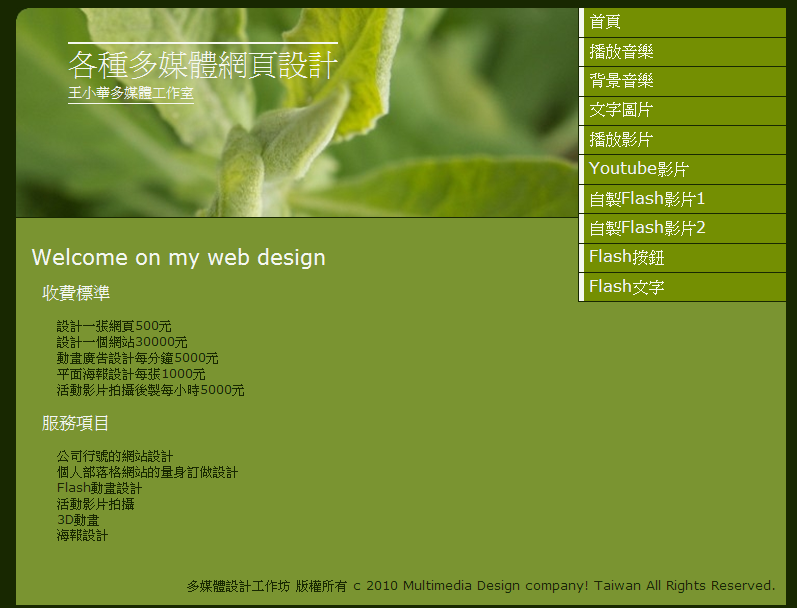 各種多媒體網頁設計
王小華多媒體工作室
首頁
播放音樂
背景音樂
文字圖片
播放影片
Youtube影片
自製Flash影片1
自製Flash影片2
Flash按鈕
Flash文字
Welcome on my web design
收費標準
設計一張網頁500元
設計一個網站30000元
動畫廣告設計每分鐘5000元
平面海報設計每張1000元
活動影片拍攝後製每小時5000元
服務項目
公司行號的網站設計
個人部落格網站的量身訂做設計
Flash動畫設計
活動影片拍攝
3D動畫
海報設計
多媒體設計工作坊 版權所有 c 2010 Multimedia Design company! Taiwan All Rights Reserved.